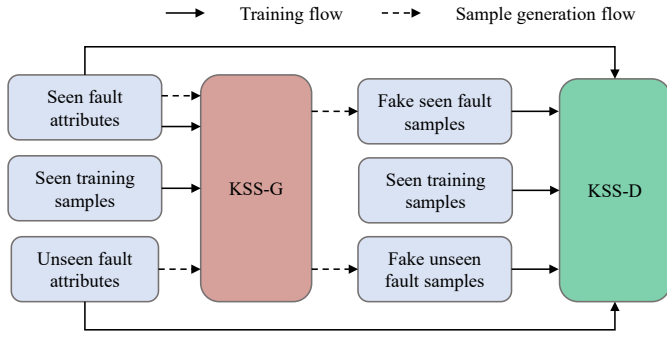 Training flow
Sample generation flow
Seen fault
attributes
Seen training
samples
Unseen fault
attributes
KSS-G
Fake seen fault
samples
Seen training
samples
Fake unseen
fault samples
KSS-D